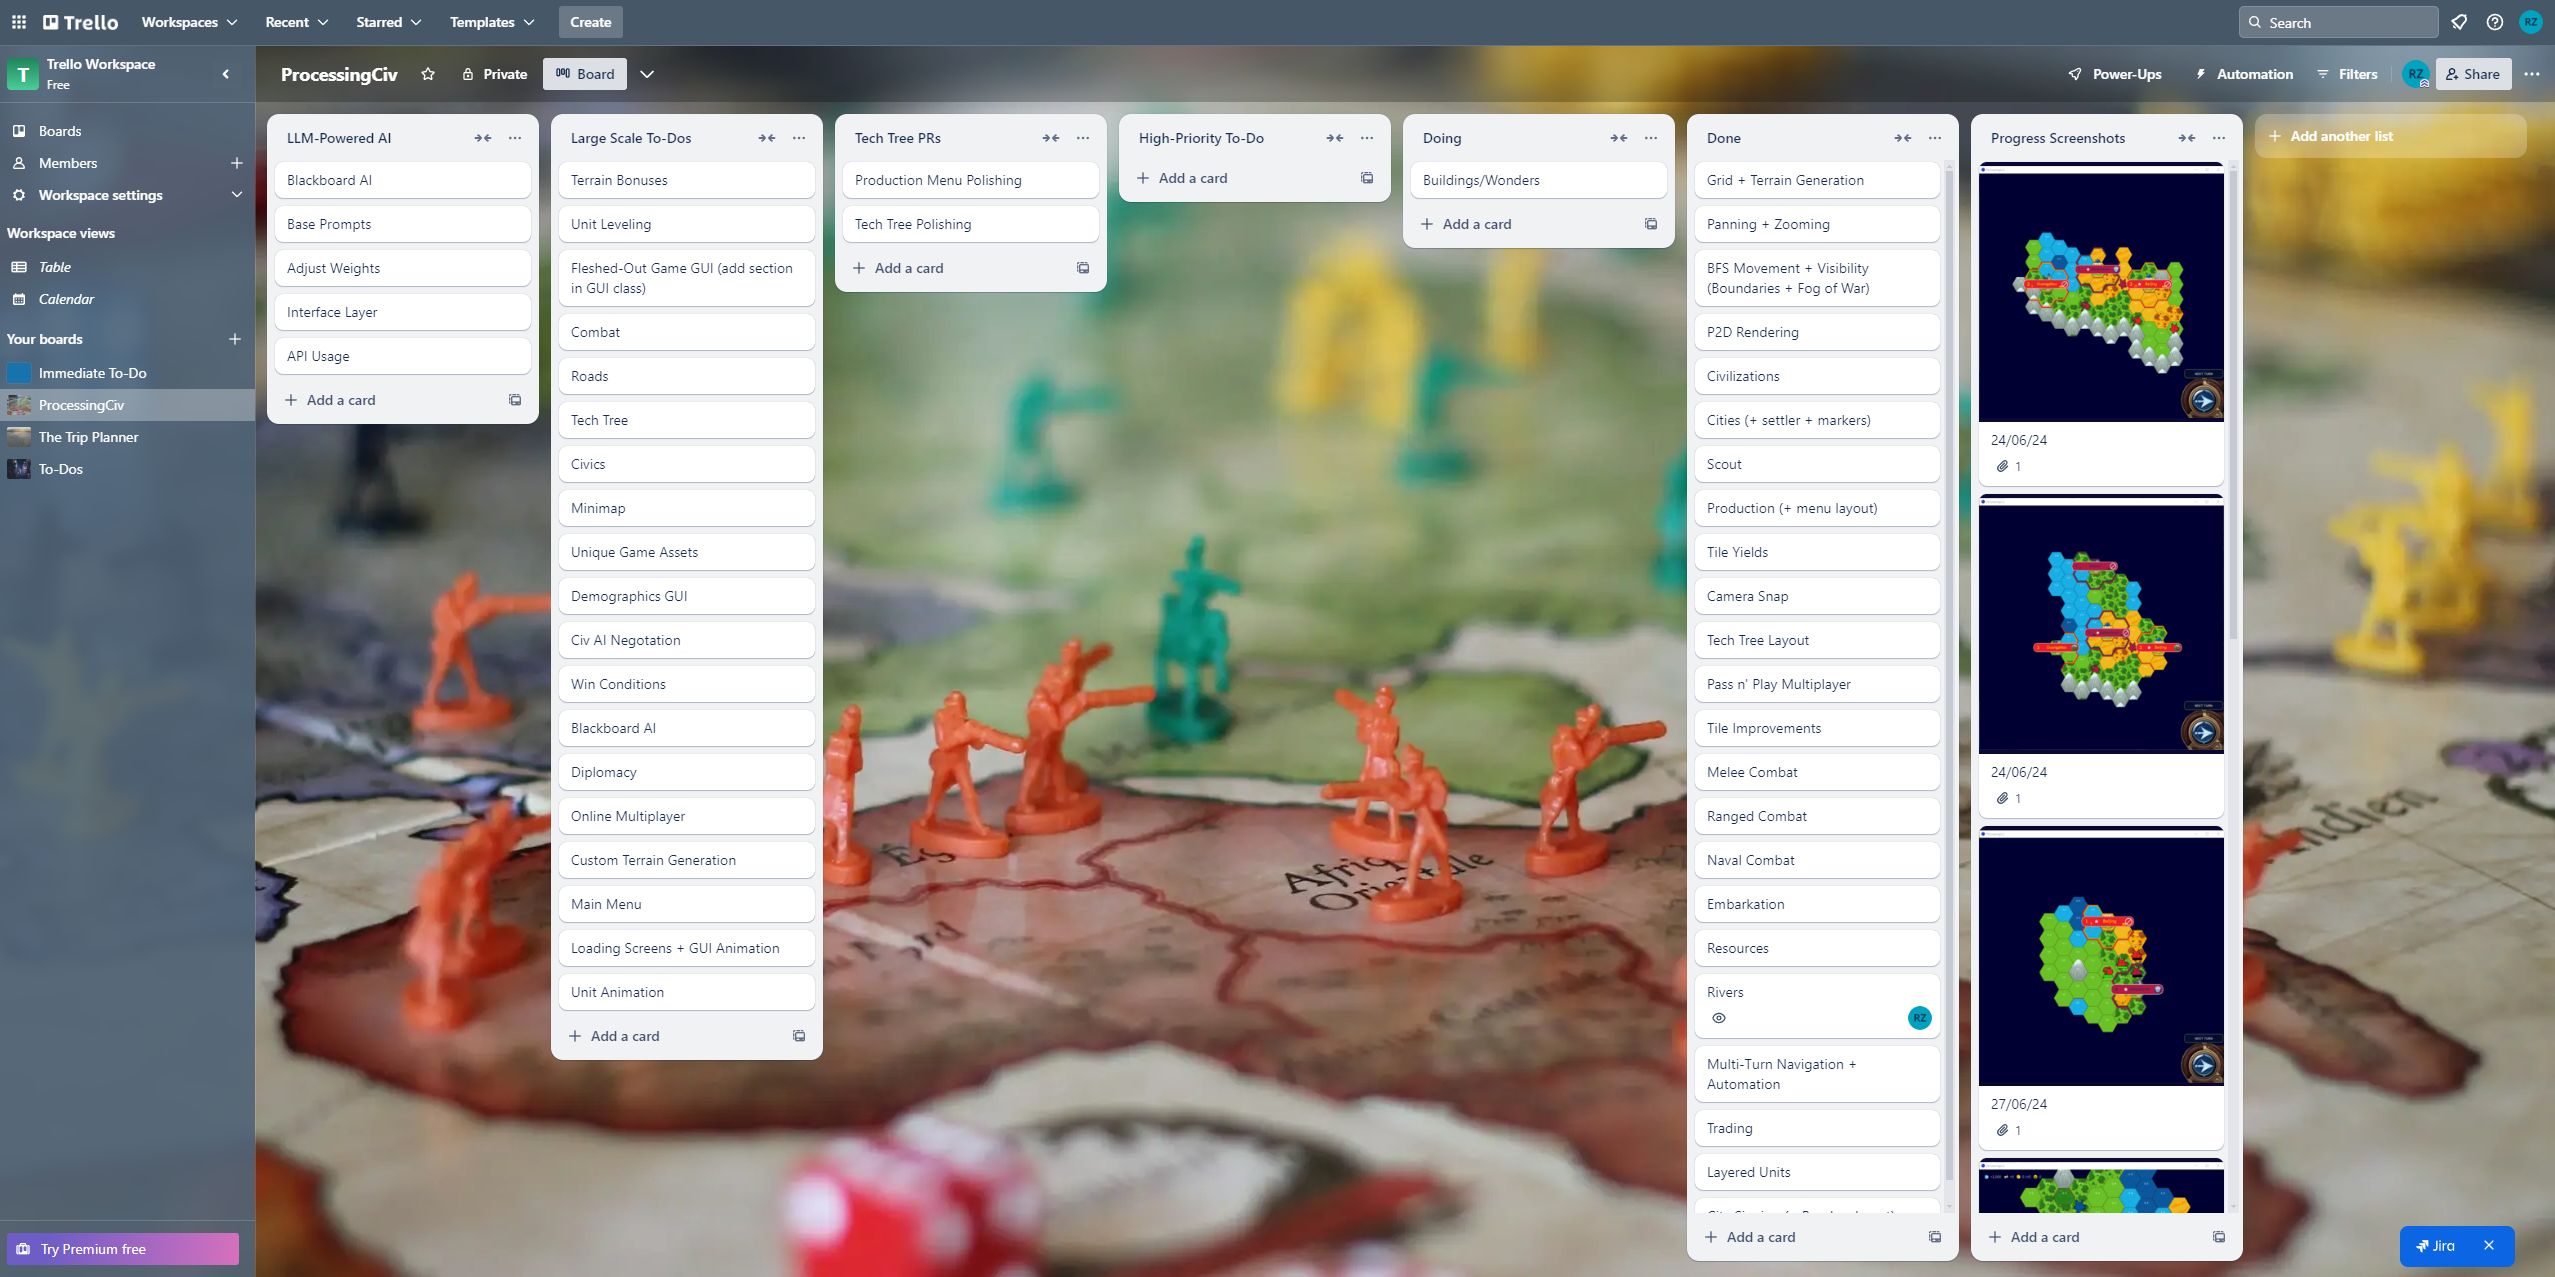 Trello
Workspaces
Recent
Starred
Templates
Create
Search
RZ
T
Trello Workspace
Free
ProcessingCiv
Private
Board
Power-Ups
Automation
Filters
RZ
Share
Boards
Members
Workspace settings
Workspace views
Table
Calendar
Your boards
Immediate To-Do
ProcessingCiv
The Trip Planner
To-Dos
Try Premium free
LLM-Powered AI
Blackboard AI
Base Prompts
Adjust Weights
Interface Layer
API Usage
Add a card
Large Scale To-Dos
Terrain Bonuses
Unit Leveling
Fleshed-Out Game GUI (add section
in GUI class)
Combat
Roads
Tech Tree
Civics
Minimap
Unique Game Assets
Demographics GUI
Civ AI Negotation
Win Conditions
Blackboard AI
Diplomacy
Online Multiplayer
Custom Terrain Generation
Main Menu
Loading Screens + GUI Animation
Unit Animation
Add a card
Tech Tree PRs
Production Menu Polishing
Tech Tree Polishing
Add a card
High-Priority To-Do
Add a card
Doing
Buildings/Wonders
Add a card
Done
Grid + Terrain Generation
Panning + Zooming
BFS Movement + Visibility
(Boundaries + Fog of War)
P2D Rendering
Civilizations
Cities (+ settler + markers)
Scout
Production (+ menu layout)
Tile Yields
Camera Snap
Tech Tree Layout
Pass n' Play Multiplayer
Tile Improvements
Melee Combat
Ranged Combat
Naval Combat
Embarkation
Resources
Rivers
RZ
Multi-Turn Navigation +
Automation
Trading
Layered Units
Add a card
Progress Screenshots
NEXT TURN
24/06/24
1
NEXT TURN
24/06/24
1
Beijing
NEXT TURN
27/06/24
1
Add a card
Add another list
Afrique
Orientale
Jira